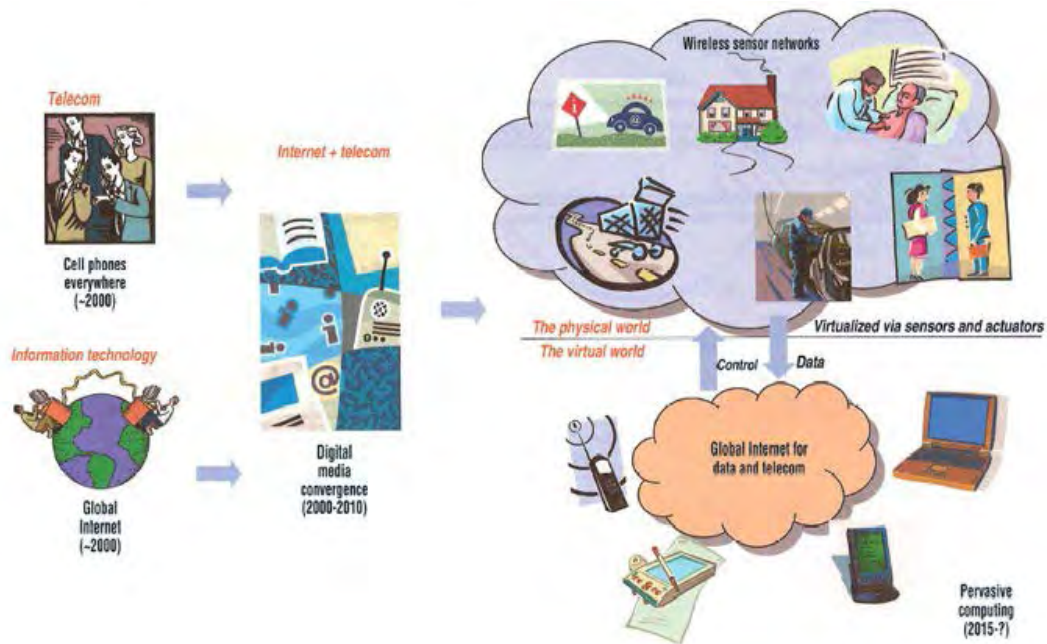 Telecom
Cell phones
everywhere
(~2000)
Information technology
Global
Internet
(~2000)
Internet + telecom
@
Digital
media
convergence
(2000-2010)
Wireless sensor networks
i
@
The physical world
Virtualized via sensors and actuators
The virtual world
Control
Data
Global Internet for
data and telecom
Pervasive
computing
(2015-?)